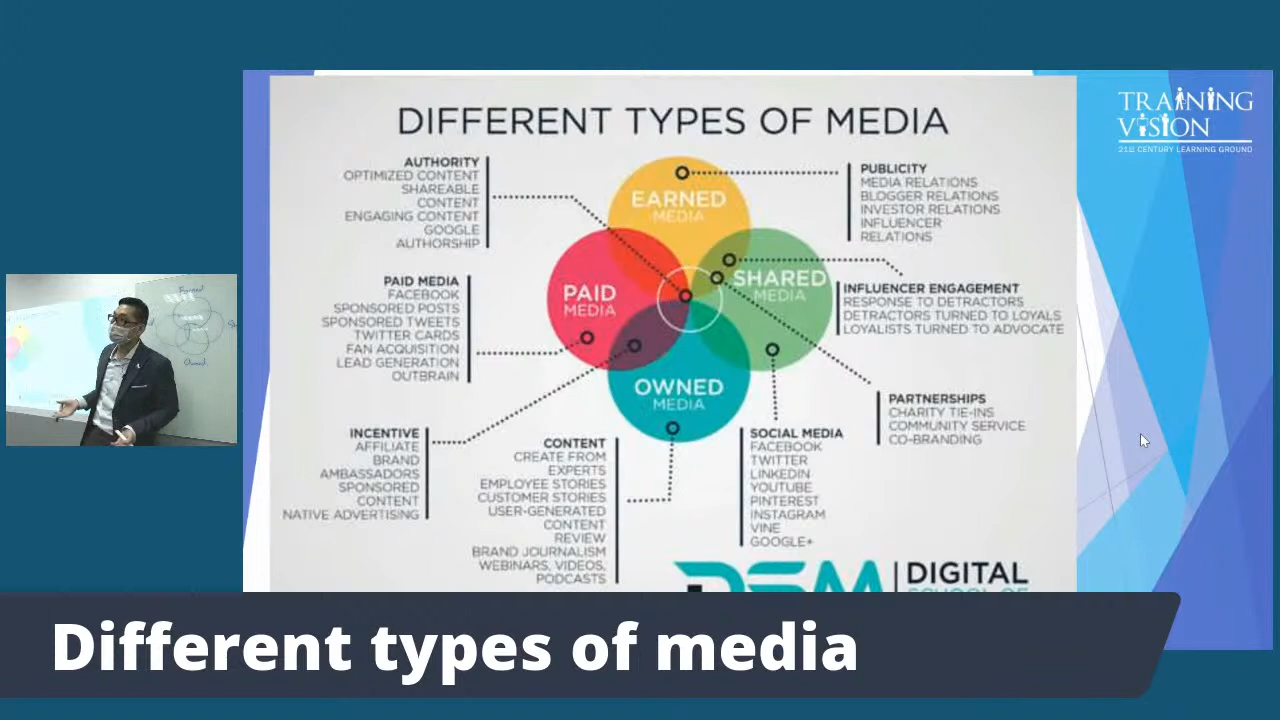 DIFFERENT TYPES OF MEDIA
TRAINING
VISION
21ST CENTURY LEARNING GROUND
AUTHORITY
OPTIMIZED CONTENT
SHAREABLE
CONTENT
ENGAGING CONTENT
GOOGLE
AUTHORSHIP
EARNED
MEDIA
PUBLICITY
MEDIA RELATIONS
BLOGGER RELATIONS
INVESTOR RELATIONS
INFLUENCER
RELATIONS
PAID MEDIA
FACEBOOK
SPONSORED POSTS
SPONSORED TWEETS
TWITTER CARDS
FAN ACQUISITION
LEAD GENERATION
OUTBRAIN
PAID
MEDIA
SHARED
MEDIA
INFLUENCER ENGAGEMENT
RESPONSE TO DETRACTORS
DETRACTORS TURNED TO LOYALS
LOYALISTS TURNED TO ADVOCATE
OWNED
MEDIA
PARTNERSHIPS
CHARITY TIE-INS
COMMUNITY SERVICE
CO-BRANDING
INCENTIVE
AFFILIATE
BRAND
AMBASSADORS
SPONSORED
CONTENT
NATIVE ADVERTISING
CONTENT
CREATE FROM
EXPERTS
EMPLOYEE STORIES
CUSTOMER STORIES
USER-GENERATED
CONTENT
REVIEW
BRAND JOURNALISM
WEBINARS, VIDEOS,
PODCASTS
SOCIAL MEDIA
FACEBOOK
TWITTER
LINKEDIN
YOUTUBE
PINTEREST
INSTAGRAM
VINE
GOOGLE+
DSM
DIGITAL
SCHOOL OF
Different types of media